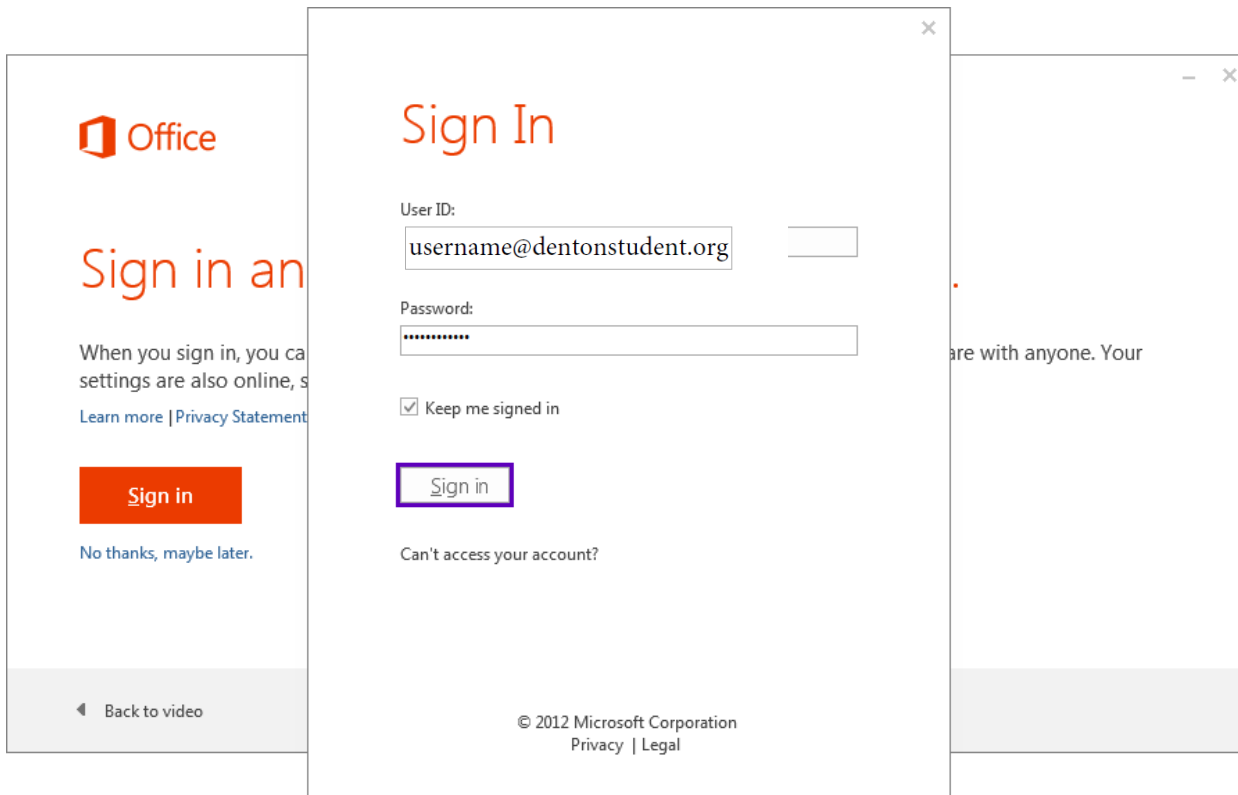 Office
Sign in an
.
When you sign in, you ca
are with anyone. Your
settings are also online, s
Learn more | Privacy Statement
Sign in
No thanks, maybe later.
Back to video
Sign In
User ID:
username@dentonstudent.org
Password:
••••••••••••
Keep me signed in
Sign in
Can't access your account?
© 2012 Microsoft Corporation
Privacy | Legal